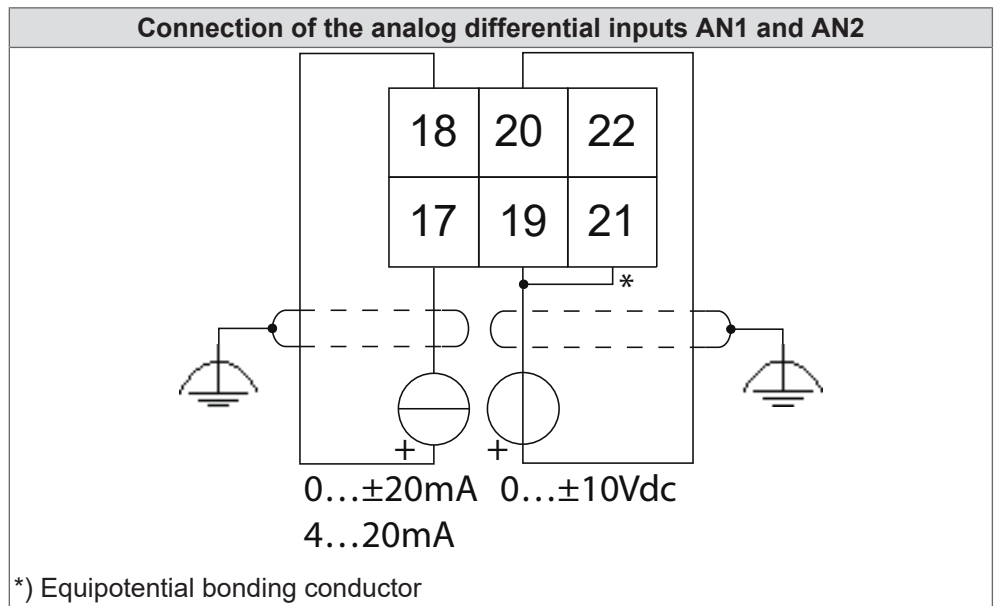 Connection of the analog differential inputs AN1 and AN2
18 20 22
17 19 21
*
+ +
0…±20mA 0…±10Vdc
4…20mA
*) Equipotential bonding conductor